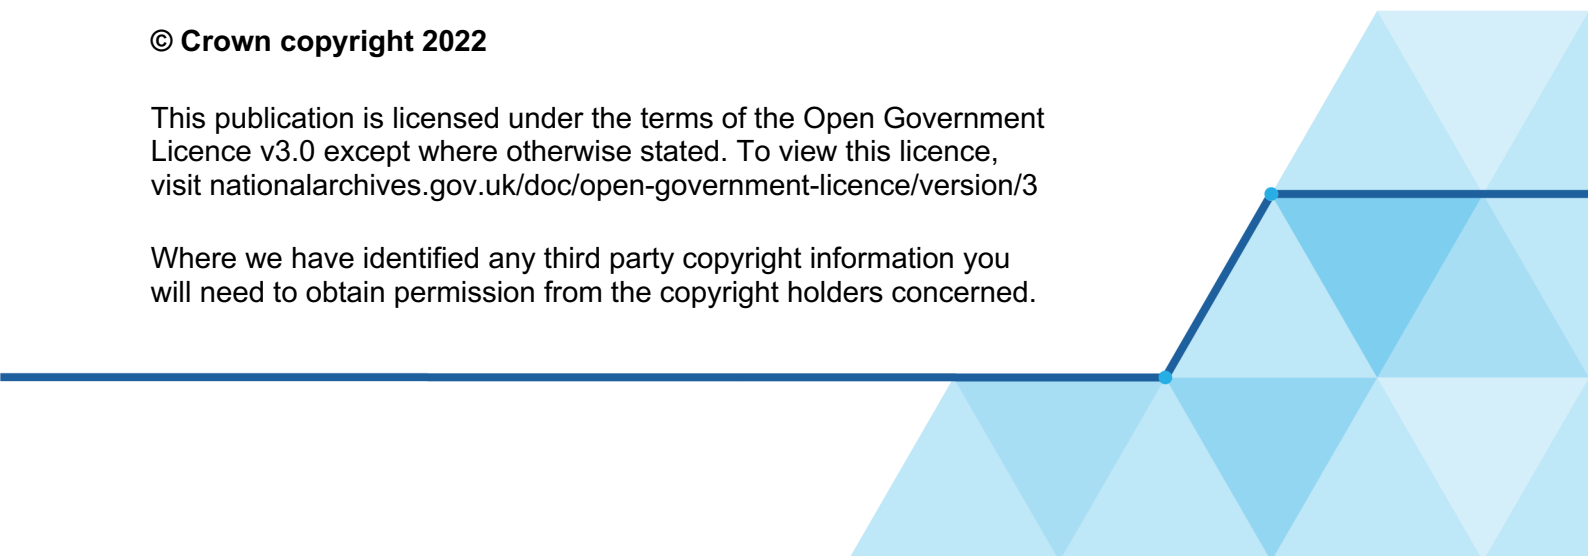 © Crown copyright 2022
This publication is licensed under the terms of the Open Government
Licence v3.0 except where otherwise stated. To view this licence,
visit nationalarchives.gov.uk/doc/open-government-licence/version/3
Where we have identified any third party copyright information you
will need to obtain permission from the copyright holders concerned.